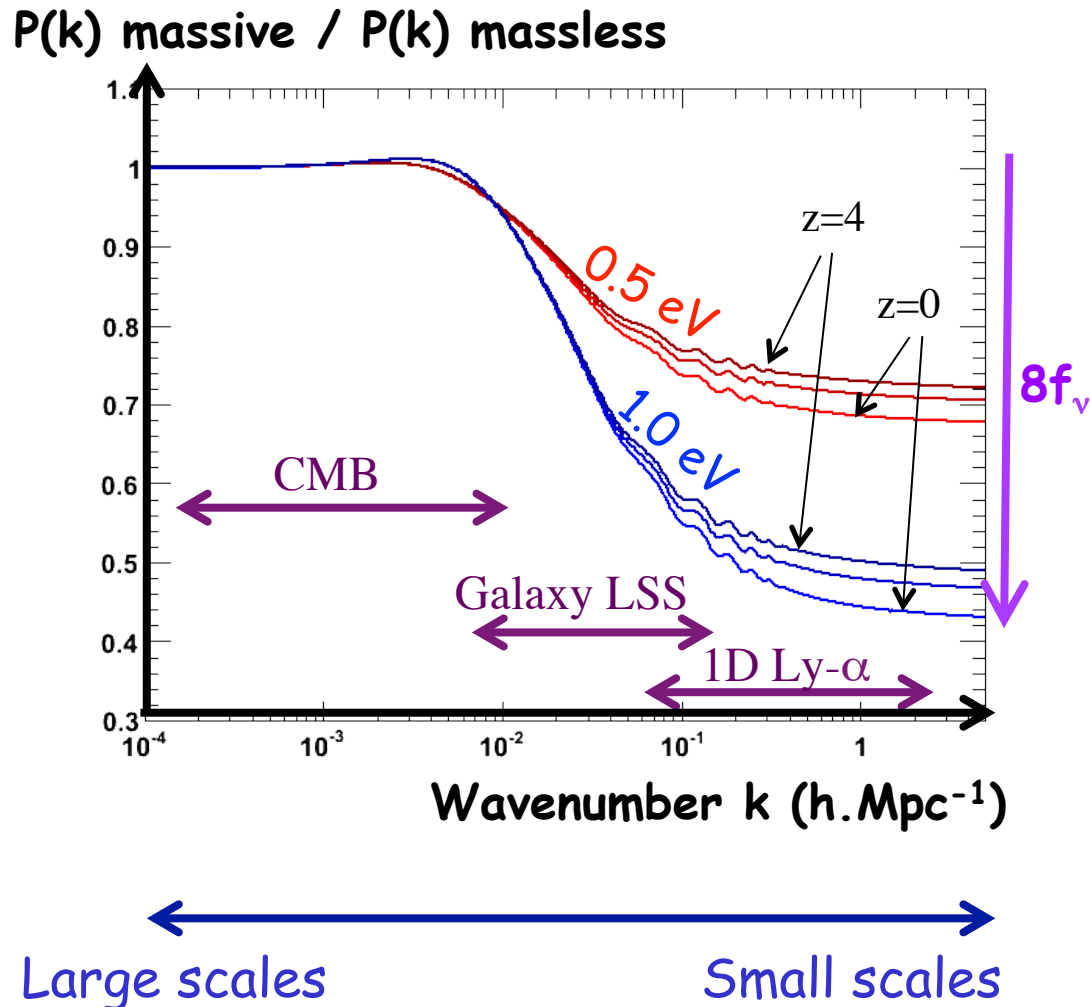 P(k) massive / P(k) massless
1.1
1
0.9
0.8
0.7
0.6
0.5
0.4
0.3
z=4
z=0
0.5 eV
1.0 eV
8fν
CMB
Galaxy LSS
1D Ly-α
10⁻⁴ 10⁻³ 10⁻² 10⁻¹ 1
Wavenumber k (h.Mpc⁻¹)
Large scales Small scales